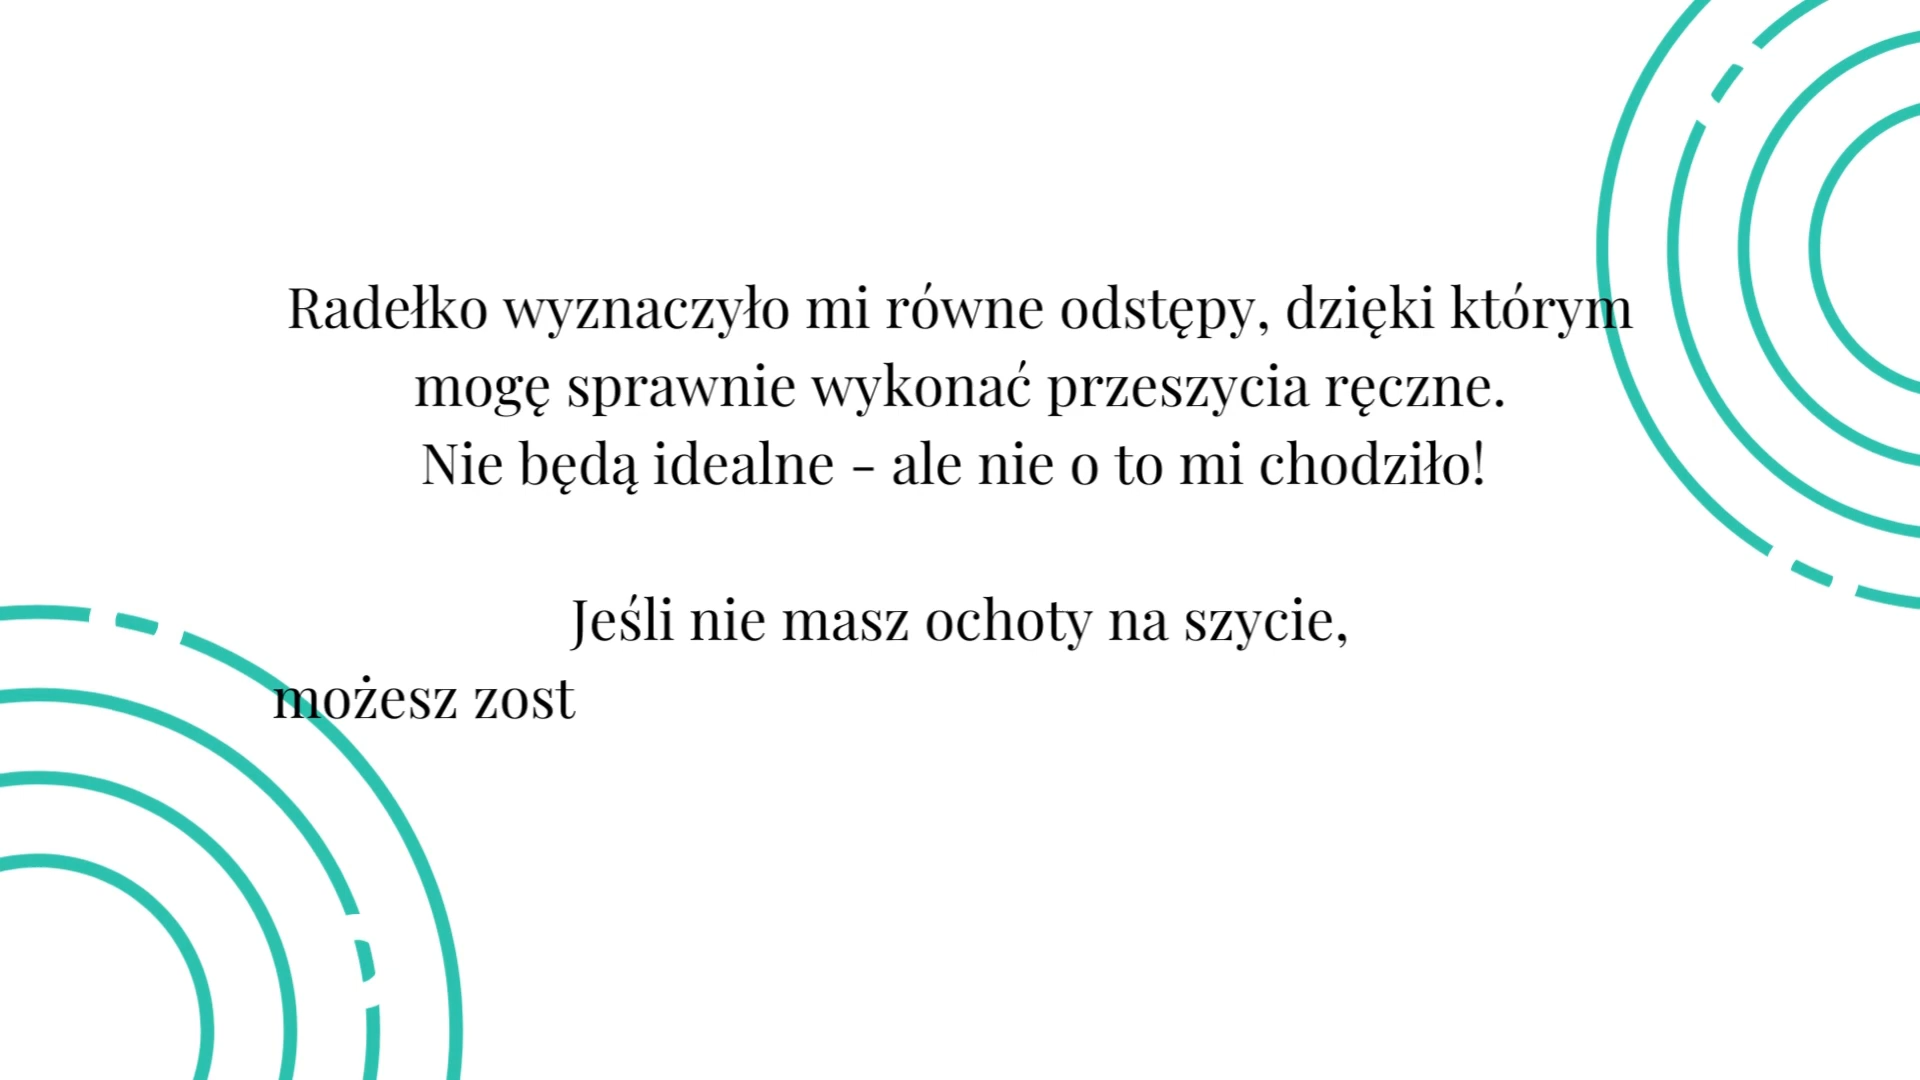 Radełko wyznaczyło mi równe odstępy, dzięki którym
mogę sprawnie wykonać przeszycia ręczne.
Nie będą idealne - ale nie o to mi chodziło!
Jeśli nie masz ochoty na szycie,
możesz zost